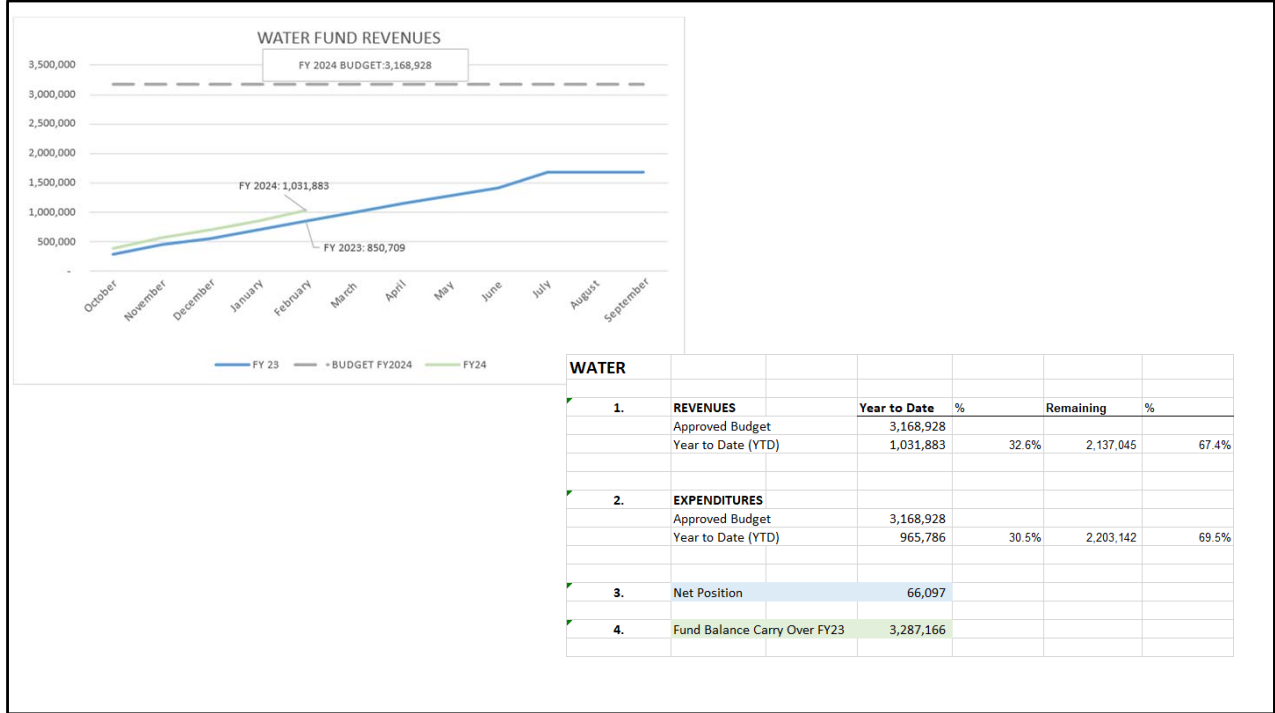 WATER FUND REVENUES
FY 2024 BUDGET:3,168,928
3,500,000
3,000,000
2,500,000
2,000,000
1,500,000
1,000,000
500,000
-
FY 2024: 1,031,883
FY 2023: 850,709
October November December January February March April May June July August September
FY 23 - BUDGET FY2024 FY24
WATER
1. REVENUES Year to Date % Remaining %
Approved Budget 3,168,928
Year to Date (YTD) 1,031,883 32.6% 2,137,045 67.4%
2. EXPENDITURES
Approved Budget 3,168,928
Year to Date (YTD) 965,786 30.5% 2,203,142 69.5%
3. Net Position 66,097
4. Fund Balance Carry Over FY23 3,287,166